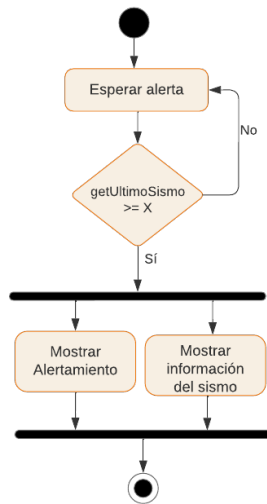 Esperar alerta
No
getUltimoSismo
>= X
Sí
Mostrar
Alertamiento
Mostrar
información
del sismo